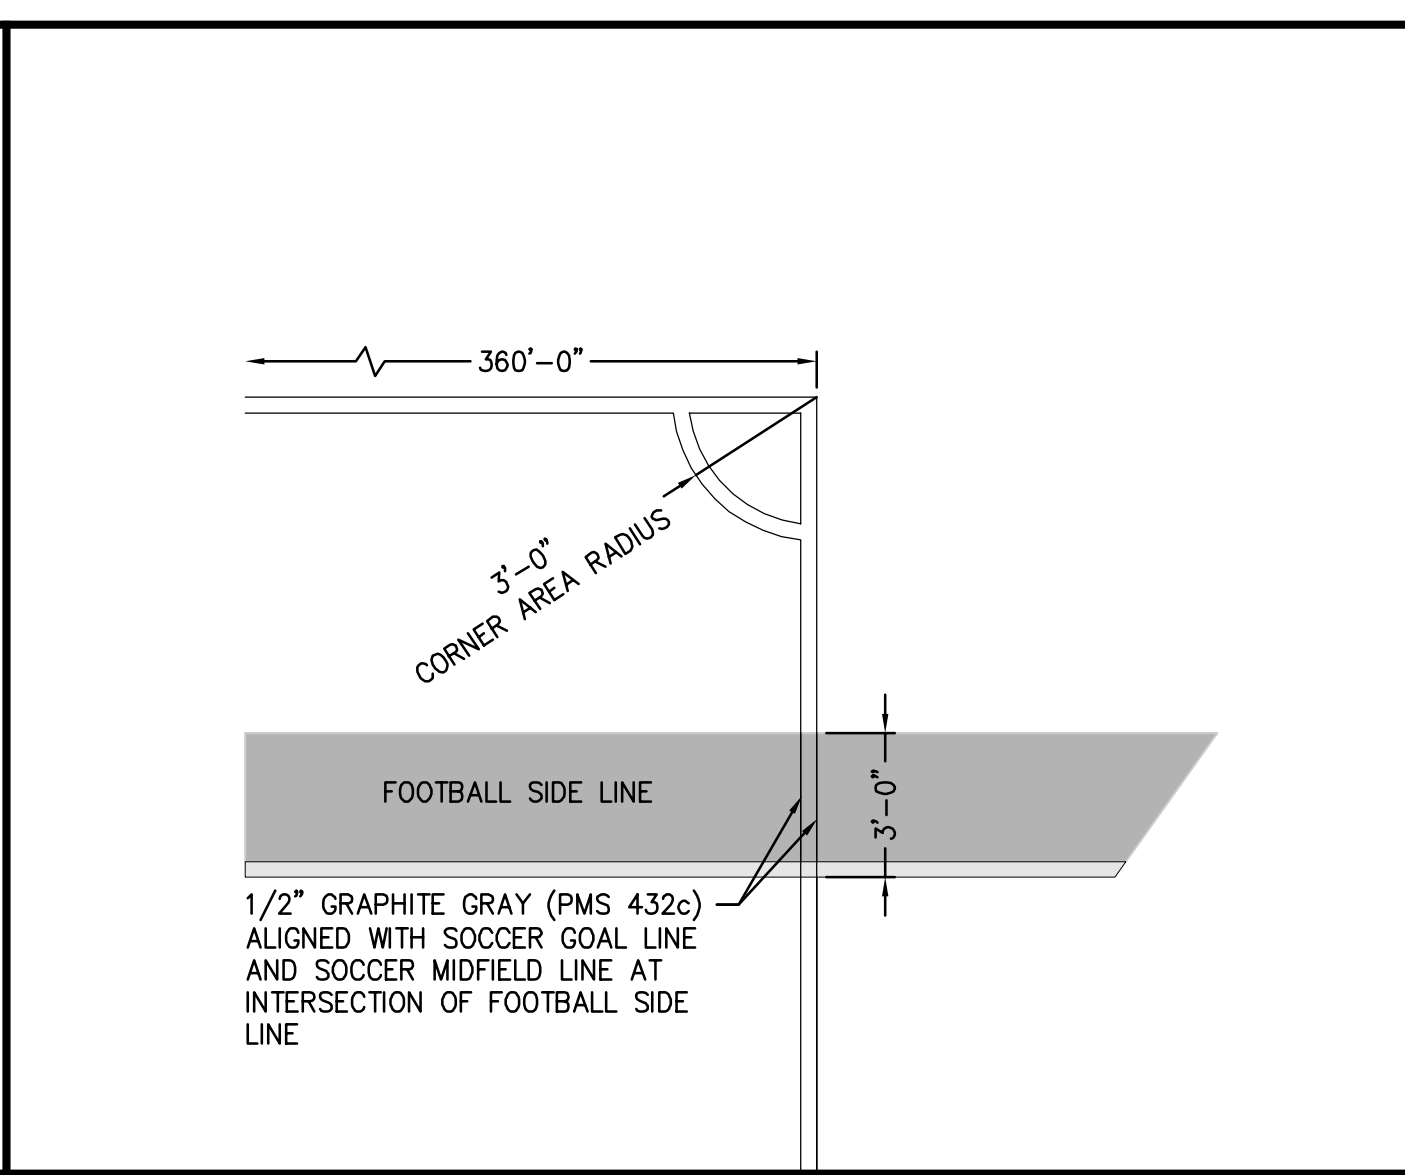 360'-0"
3'-0"
CORNER AREA RADIUS
FOOTBALL SIDE LINE
3'-0"
1/2" GRAPHITE GRAY (PMS 432c)
ALIGNED WITH SOCCER GOAL LINE
AND SOCCER MIDFIELD LINE AT
INTERSECTION OF FOOTBALL SIDE
LINE